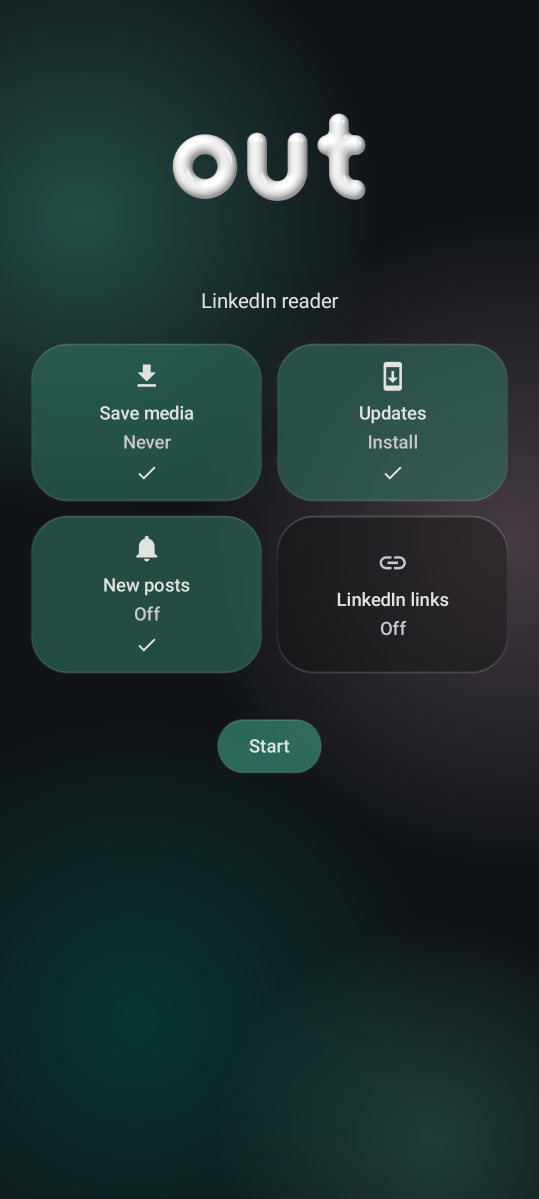 out
LinkedIn reader
Save media
Never
Updates
Install
New posts
Off
LinkedIn links
Off
Start